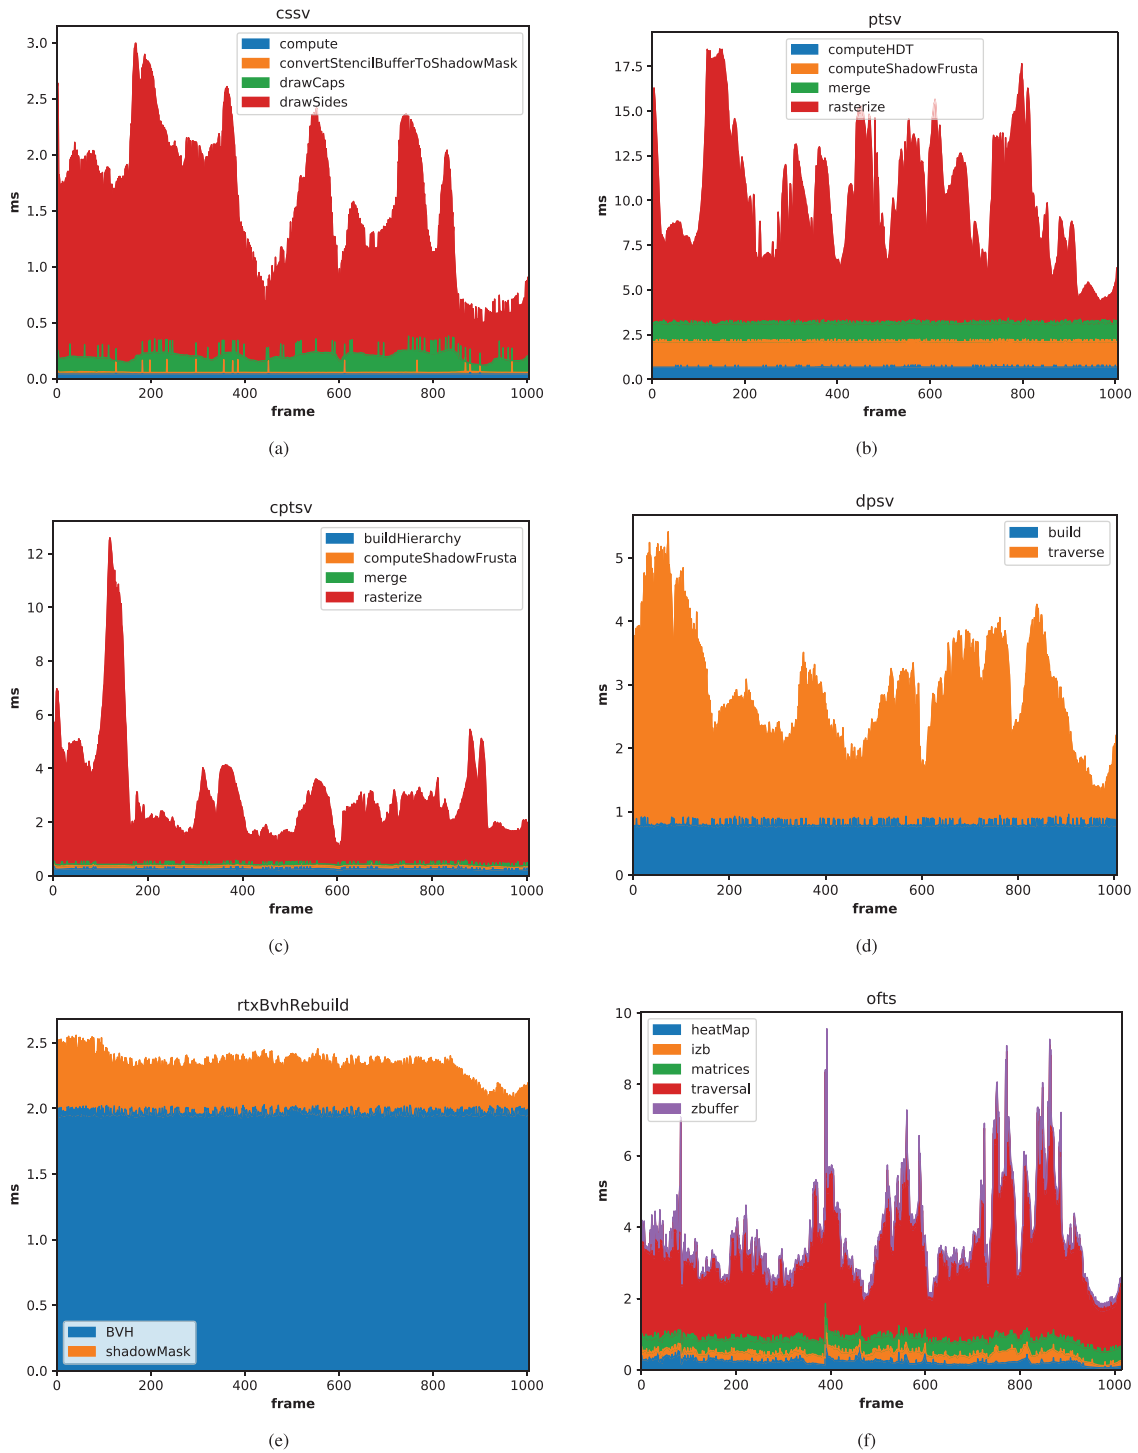 cssv
3.0
2.5
2.0
1.5
1.0
0.5
0.0
ms
compute
convertStencilBufferToShadowMask
drawCaps
drawSides
0 200 400 600 800 1000
frame
(a)
ptsv
17.5
15.0
12.5
10.0
7.5
5.0
2.5
0.0
ms
computeHDT
computeShadowFrusta
merge
rasterize
0 200 400 600 800 1000
frame
(b)
cptsv
12
10
8
6
4
2
0
ms
buildHierarchy
computeShadowFrusta
merge
rasterize
0 200 400 600 800 1000
frame
(c)
dpsv
5
4
3
2
1
0
ms
build
traverse
0 200 400 600 800 1000
frame
(d)
rtxBvhRebuild
2.5
2.0
1.5
1.0
0.5
0.0
ms
BVH
shadowMask
0 200 400 600 800 1000
frame
(e)
ofts
10
8
6
4
2
0
ms
heatMap
izb
matrices
traversal
zbuffer
0 200 400 600 800 1000
frame
(f)